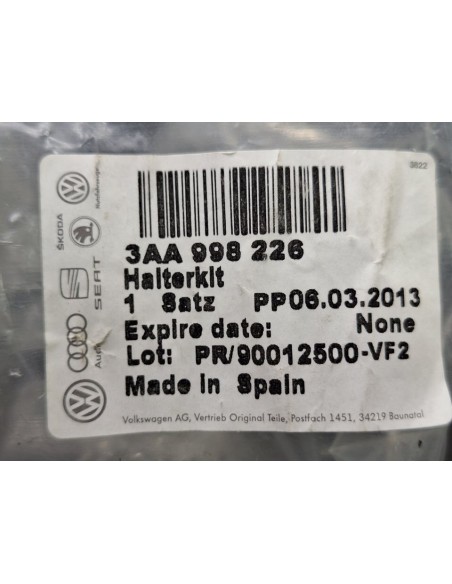 3822
3AA 998 226
Halterkit
1 Satz PP06.03.2013
Expire date: None
Lot: PR/90012500-VF2
Made in Spain
Volkswagen AG, Vertrieb Original Teile, Postfach 1451, 34219 Baunatal
ŠKODA
SEAT
Audi